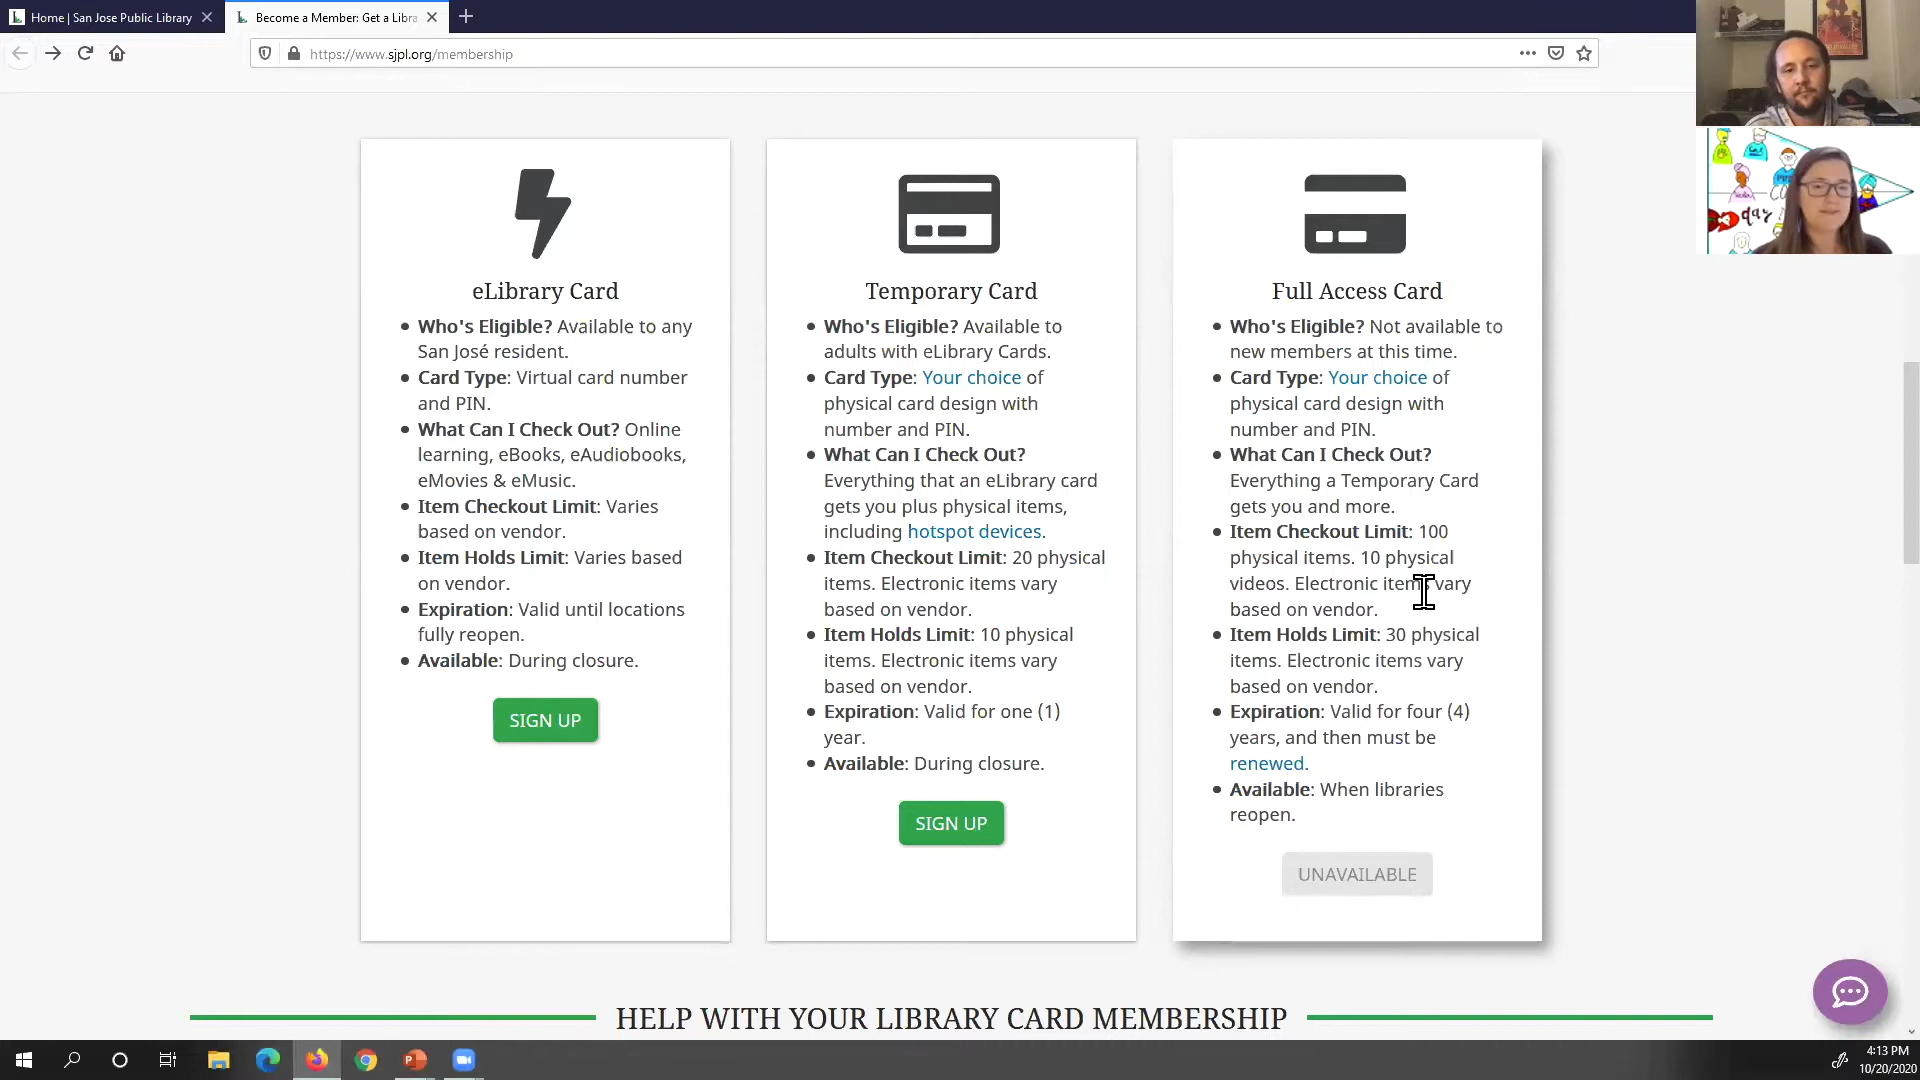 Home | San Jose Public Library
Become a Member: Get a Libra
https://www.sjpl.org/membership
eLibrary Card
Who's Eligible? Available to any
San José resident.
Card Type: Virtual card number
and PIN.
What Can I Check Out? Online
learning, eBooks, eAudiobooks,
eMovies & eMusic.
Item Checkout Limit: Varies
based on vendor.
Item Holds Limit: Varies based
on vendor.
Expiration: Valid until locations
fully reopen.
Available: During closure.
SIGN UP
Temporary Card
Who's Eligible? Available to
adults with eLibrary Cards.
Card Type: Your choice of
physical card design with
number and PIN.
What Can I Check Out?
Everything that an eLibrary card
gets you plus physical items,
including hotspot devices.
Item Checkout Limit: 20 physical
items. Electronic items vary
based on vendor.
Item Holds Limit: 10 physical
items. Electronic items vary
based on vendor.
Expiration: Valid for one (1)
year.
Available: During closure.
SIGN UP
Full Access Card
Who's Eligible? Not available to
new members at this time.
Card Type: Your choice of
physical card design with
number and PIN.
What Can I Check Out?
Everything a Temporary Card
gets you and more.
Item Checkout Limit: 100
physical items. 10 physical
videos. Electronic items vary
based on vendor.
Item Holds Limit: 30 physical
items. Electronic items vary
based on vendor.
Expiration: Valid for four (4)
years, and then must be
renewed.
Available: When libraries
reopen.
UNAVAILABLE
HELP WITH YOUR LIBRARY CARD MEMBERSHIP
day
4:13 PM
10/20/2020